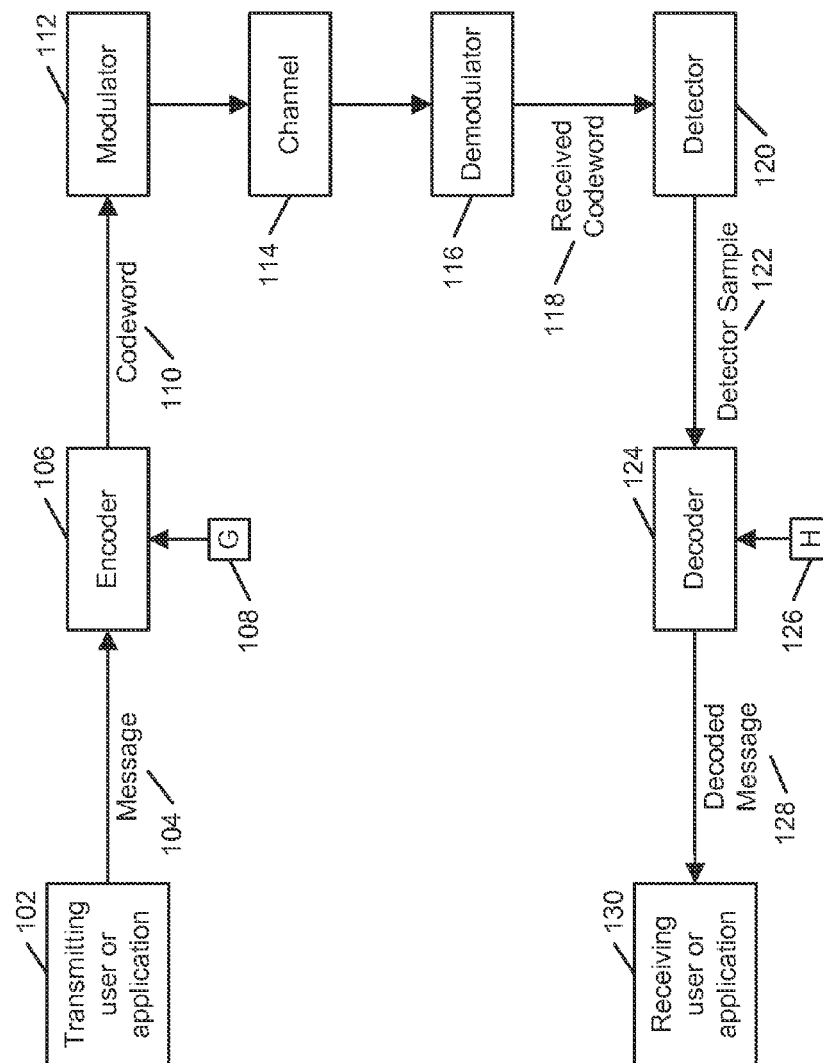 102
Transmitting
user or
application
Message
104
106
Encoder
G
108
Codeword
110
112
Modulator
Channel
114
Demodulator
116
Received
Codeword
118
Detector
120
Detector Sample
122
124
Decoder
H
126
Decoded
Message
128
130
Receiving
user or
application